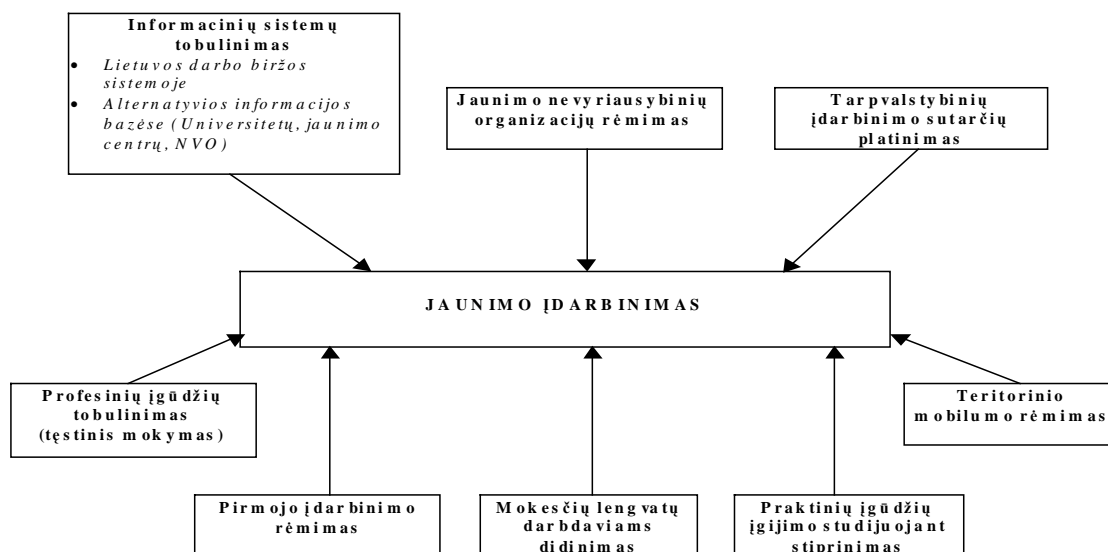 Informacinių sistemų
tobulinimas
• Lietuvos darbo biržos
sistemoje
• Alternatyvios informacijos
bazėse (Universitetų, jaunimo
centrų, NVO)
Jaunimo nevyriausybinių
organizacijų rėmimas
Tarpvalstybinių
įdarbinimo sutarčių
platinimas
JAUNIMO ĮDARBINIMAS
Profesinių įgūdžių
tobulinimas
(tęstinis mokymas)
Teritorinio
mobilumo rėmimas
Pirmojo įdarbinimo
rėmimas
Mokesčių lengvatų
darbdaviams
didinimas
Praktinių įgūdžių
įgijimo studijuojant
stiprinimas